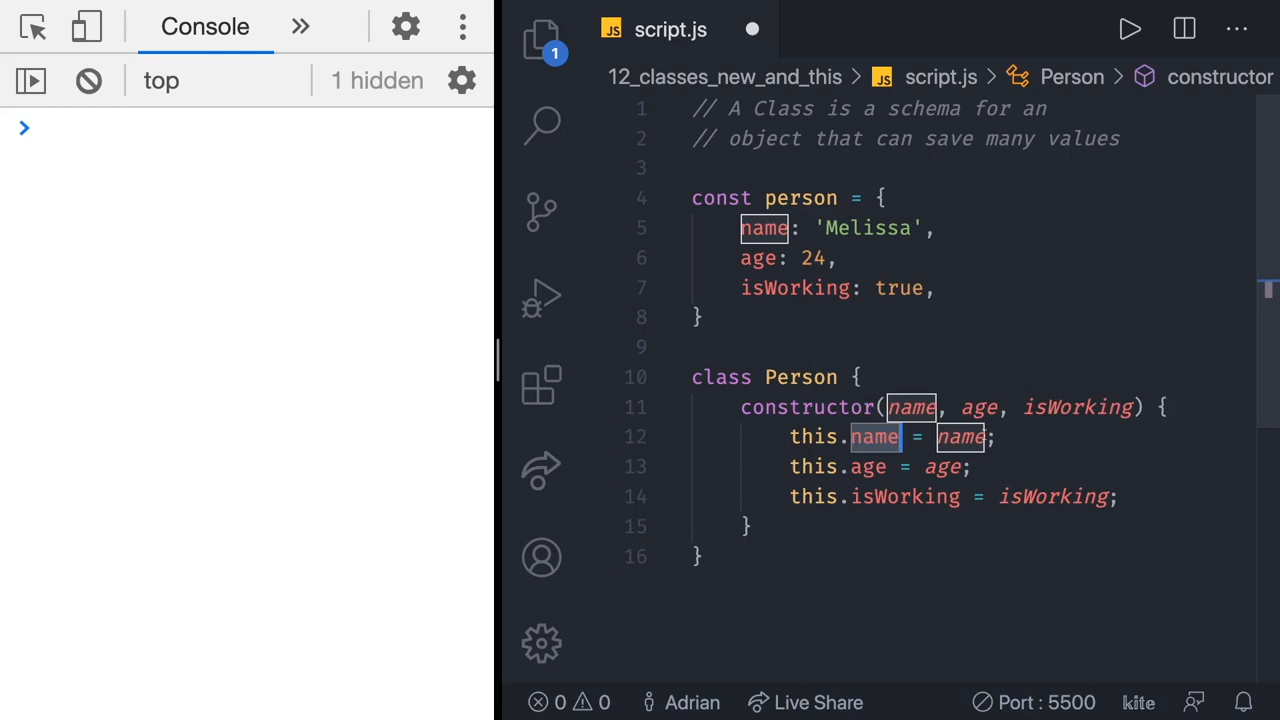 Console
top
1 hidden
1
JS script.js
12_classes_new_and_this > JS script.js > Person > constructor
1 // A Class is a schema for an
2 // object that can save many values
3
4 const person = {
5 name: 'Melissa',
6 age: 24,
7 isWorking: true,
8 }
9
10 class Person {
11 constructor(name, age, isWorking) {
12 this.name = name;
13 this.age = age;
14 this.isWorking = isWorking;
15 }
16 }
0 0 Adrian Live Share Port : 5500 kite